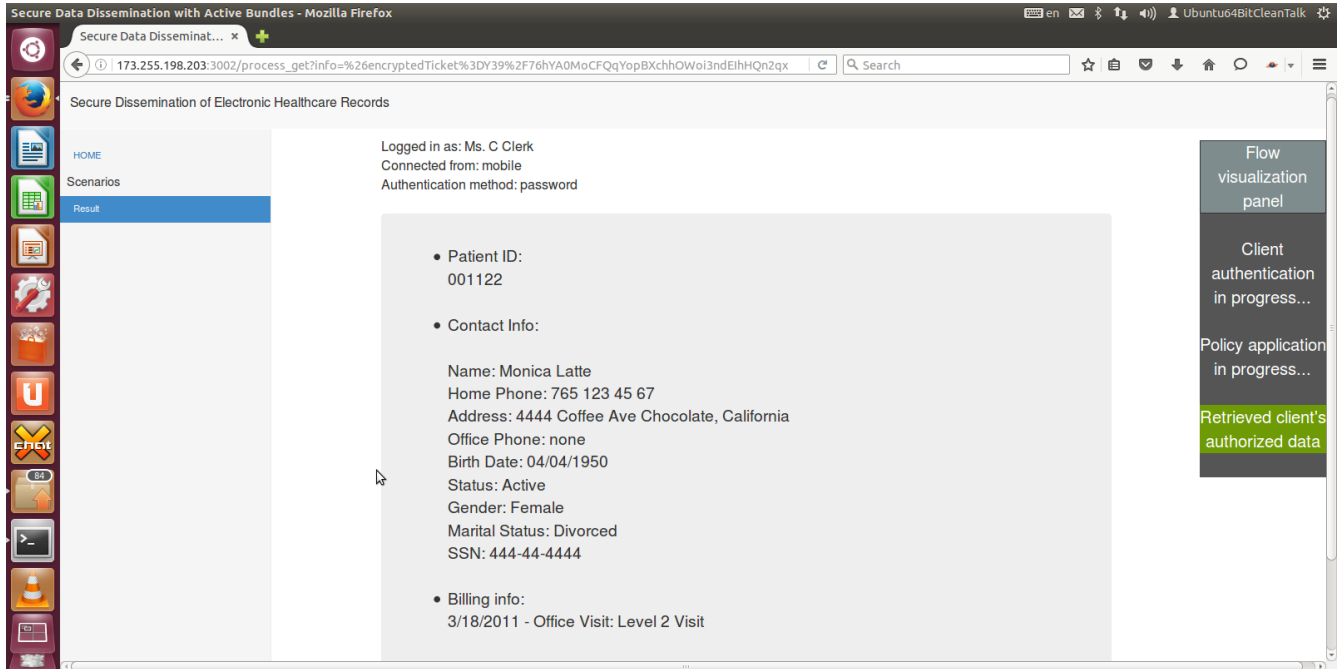 Secure Data Dissemination with Active Bundles - Mozilla Firefox
en
Ubuntu64BitCleanTalk
Secure Data Disseminat... ×
173.255.198.203:3002/process_get?info=%26encryptedTicket%3DY39%2F76hYA0MoCFQqYopBXchhOWoi3ndEIhHQn2qx
Search
Secure Dissemination of Electronic Healthcare Records
HOME
Scenarios
Result
Logged in as: Ms. C Clerk
Connected from: mobile
Authentication method: password
• Patient ID:
001122
• Contact Info:
Name: Monica Latte
Home Phone: 765 123 45 67
Address: 4444 Coffee Ave Chocolate, California
Office Phone: none
Birth Date: 04/04/1950
Status: Active
Gender: Female
Marital Status: Divorced
SSN: 444-44-4444
• Billing info:
3/18/2011 - Office Visit: Level 2 Visit
Flow
visualization
panel
Client
authentication
in progress...
Policy application
in progress...
Retrieved client's
authorized data
chat
84